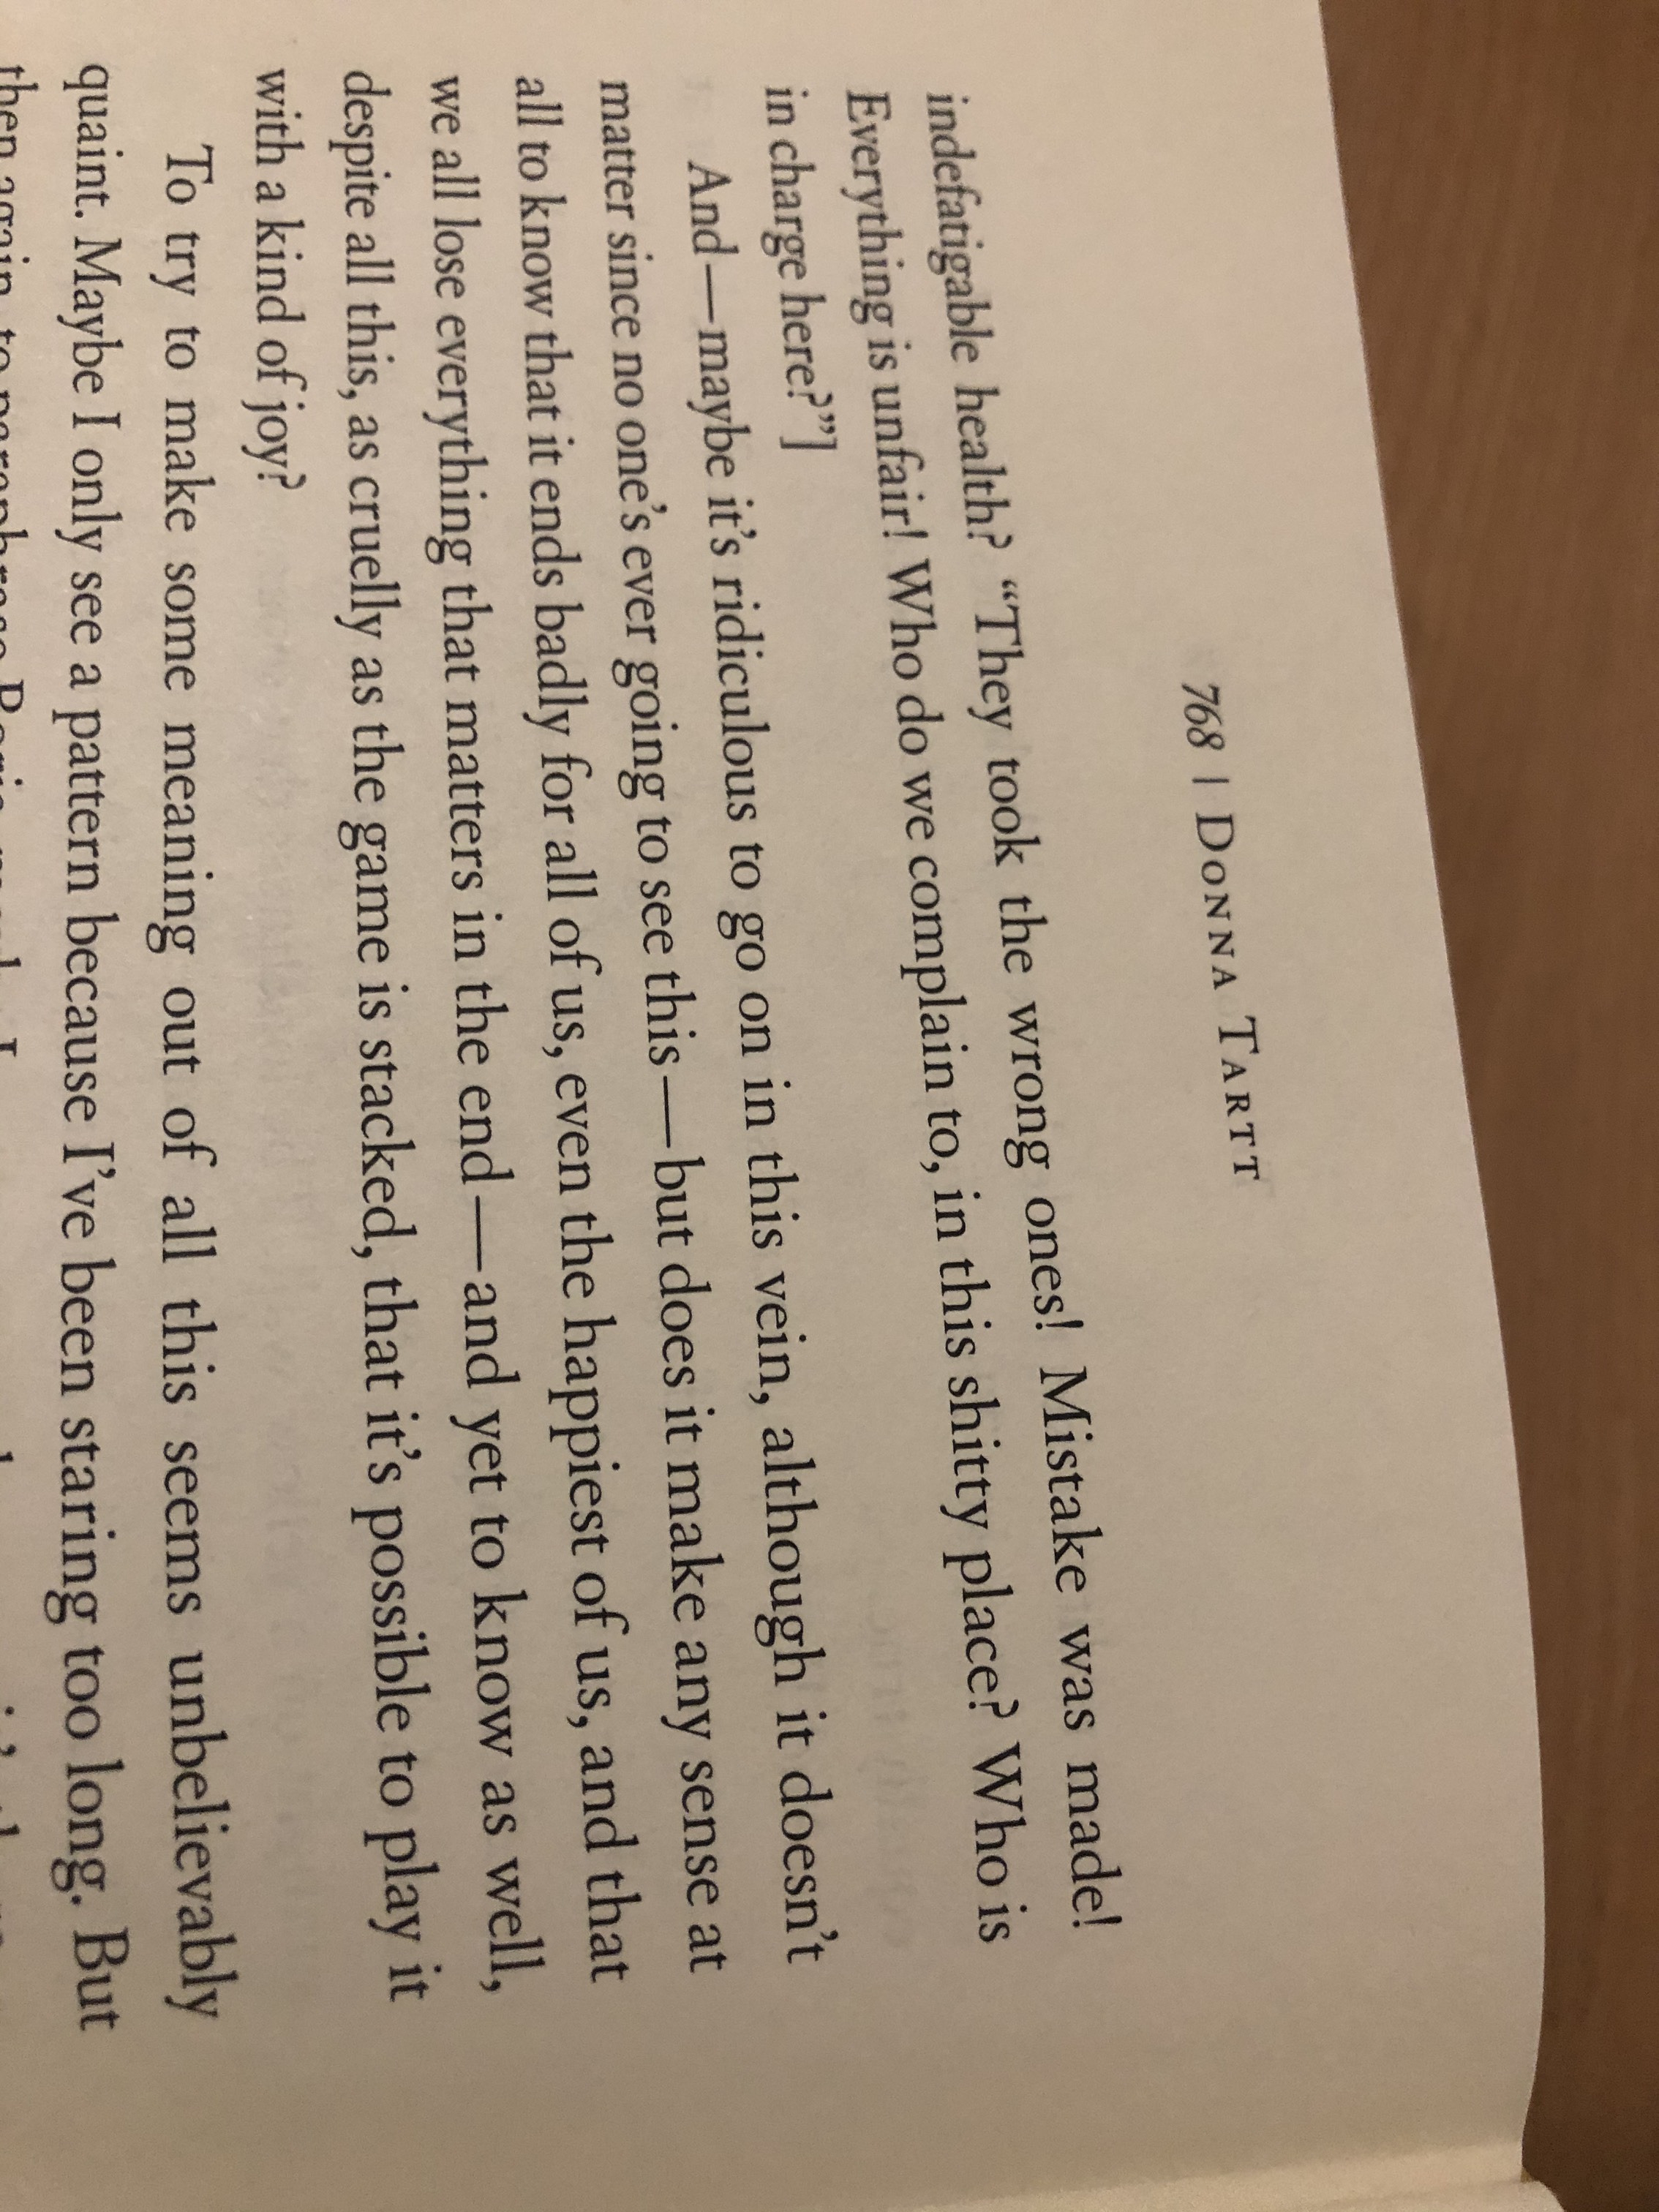 768 | DONNA TARTT
indefatigable health? “They took the wrong ones! Mistake was made!
Everything is unfair! Who do we complain to, in this shitty place? Who is
in charge here?”]
And—maybe it’s ridiculous to go on in this vein, although it doesn’t
matter since no one’s ever going to see this—but does it make any sense at
all to know that it ends badly for all of us, even the happiest of us, and that
we all lose everything that matters in the end—and yet to know as well,
despite all this, as cruelly as the game is stacked, that it’s possible to play it
with a kind of joy?
To try to make some meaning out of all this seems unbelievably
quaint. Maybe I only see a pattern because I’ve been staring too long. But
then again, to paraphrase Boris, maybe I